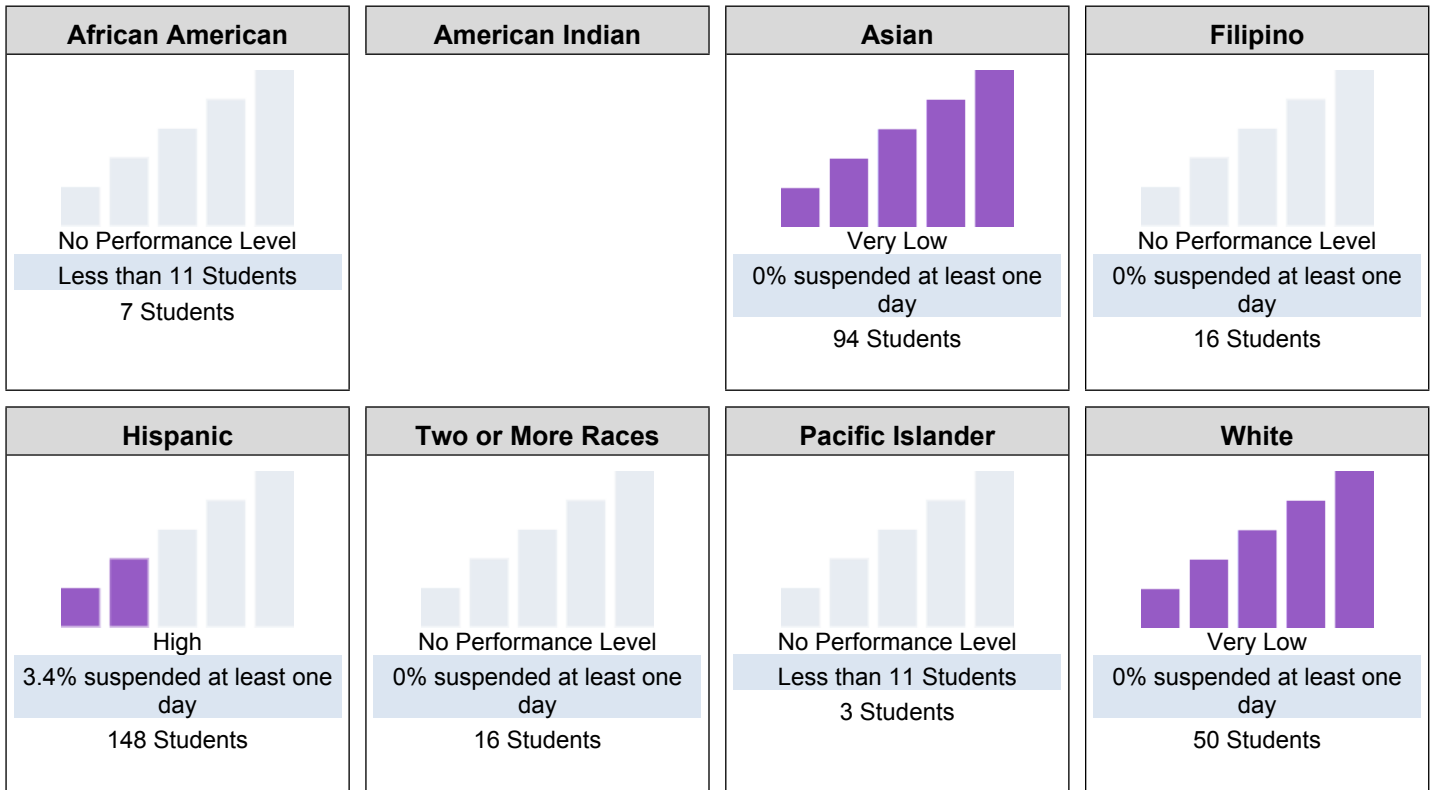 African American
No Performance Level
Less than 11 Students
7 Students
American Indian
Asian
Very Low
0% suspended at least one
day
94 Students
Filipino
No Performance Level
0% suspended at least one
day
16 Students
Hispanic
High
3.4% suspended at least one
day
148 Students
Two or More Races
No Performance Level
0% suspended at least one
day
16 Students
Pacific Islander
No Performance Level
Less than 11 Students
3 Students
White
Very Low
0% suspended at least one
day
50 Students